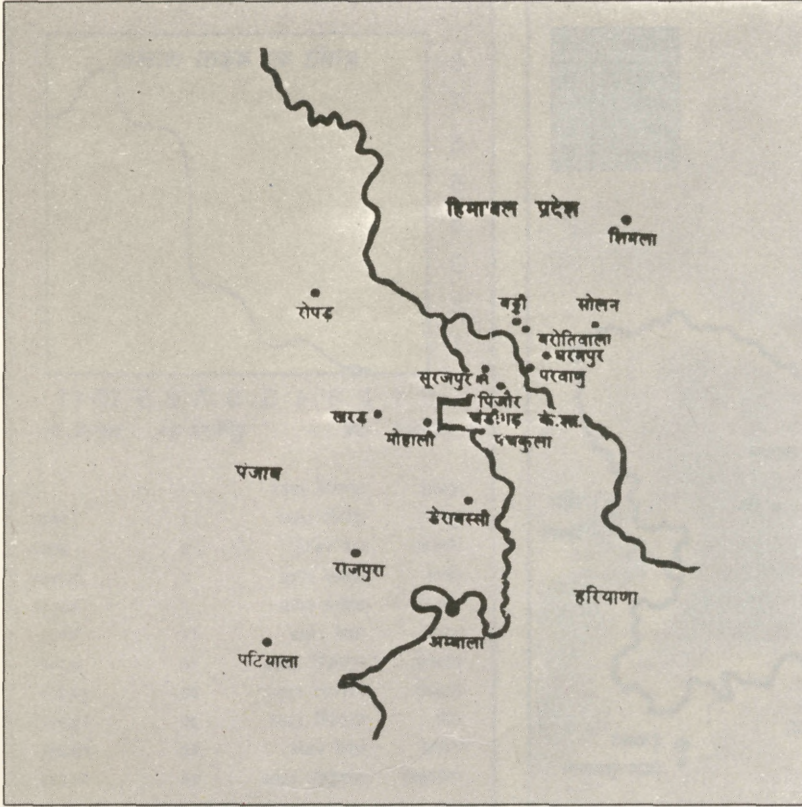 हिमाचल प्रदेश
शिमला
रोपड़
बद्दी
सोलन
बरोतिवाला
धरमपुर
परवाणु
सूरजपुर
पिंजौर
खरड़
मोहाली
चंडीगढ़ के.शा.
पंचकुला
पंजाब
डेराबस्सी
राजपुरा
हरियाणा
अम्बाला
पटियाला